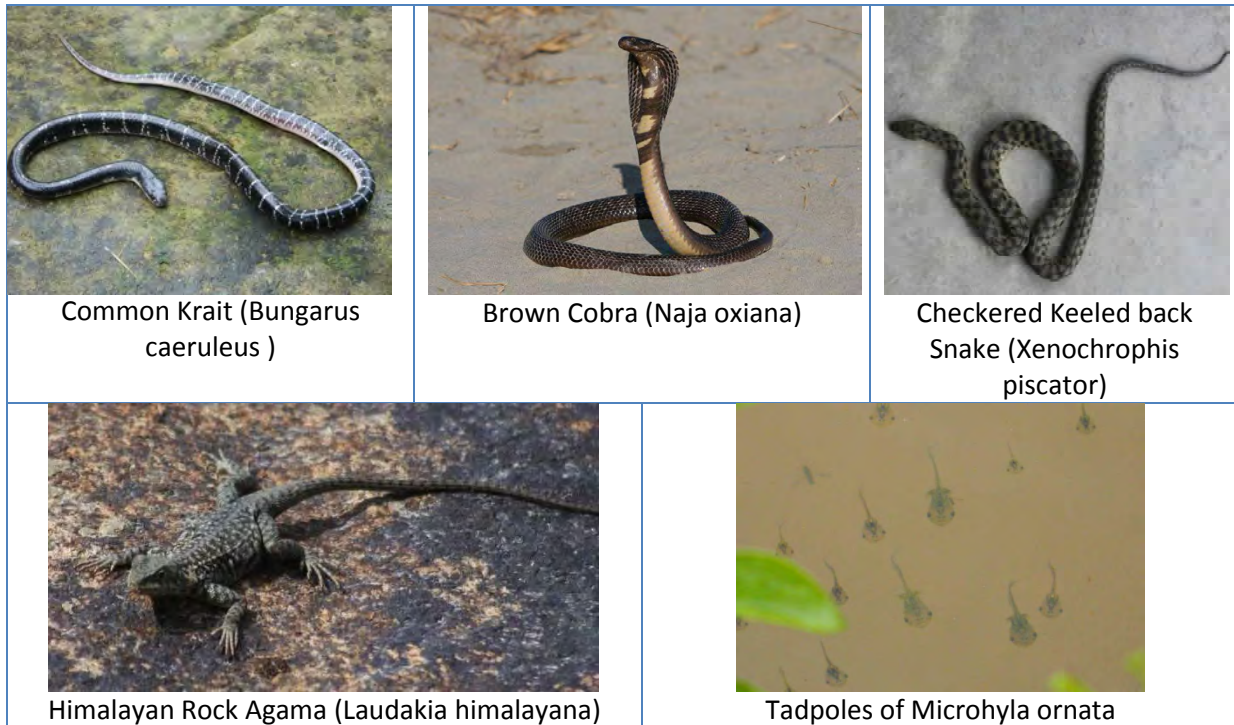 Common Krait (Bungarus
caeruleus )
Brown Cobra (Naja oxiana)
Checkered Keeled back
Snake (Xenochrophis
piscator)
Himalayan Rock Agama (Laudakia himalayana)
Tadpoles of Microhyla ornata